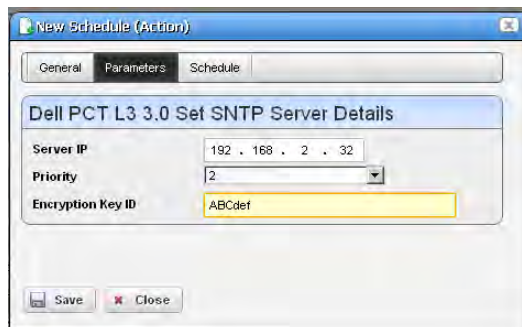 New Schedule (Action)
General Parameters Schedule
Dell PCT L3 3.0 Set SNTP Server Details
Server IP 192 . 168 . 2 . 32
Priority 2
Encryption Key ID ABCdef
Save Close